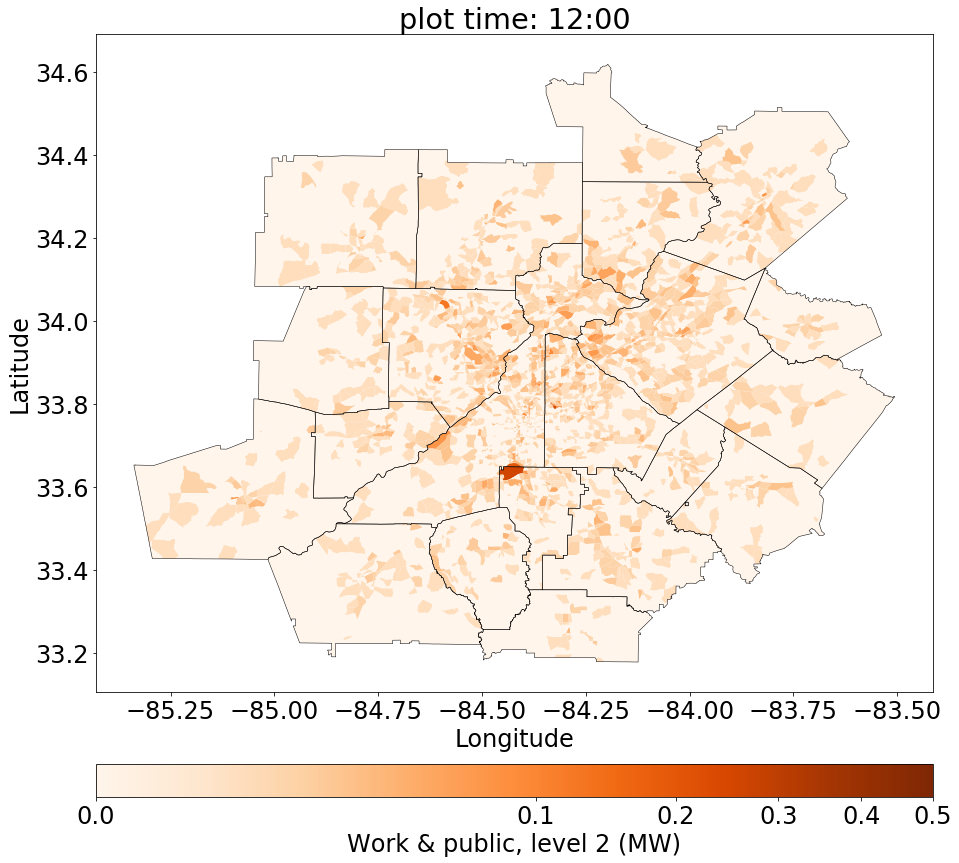 plot time: 12:00
34.6
34.4
34.2
34.0
33.8
33.6
33.4
33.2
Latitude
−85.25 −85.00 −84.75 −84.50 −84.25 −84.00 −83.75 −83.50
Longitude
0.0 0.1 0.2 0.3 0.4 0.5
Work & public, level 2 (MW)